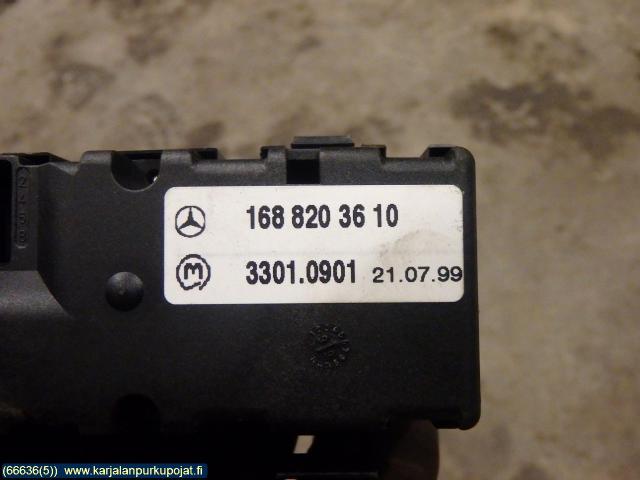 168 820 36 10
M 3301.0901 21.07.99
(66636(5)) www.karjalanpurkupojat.fi